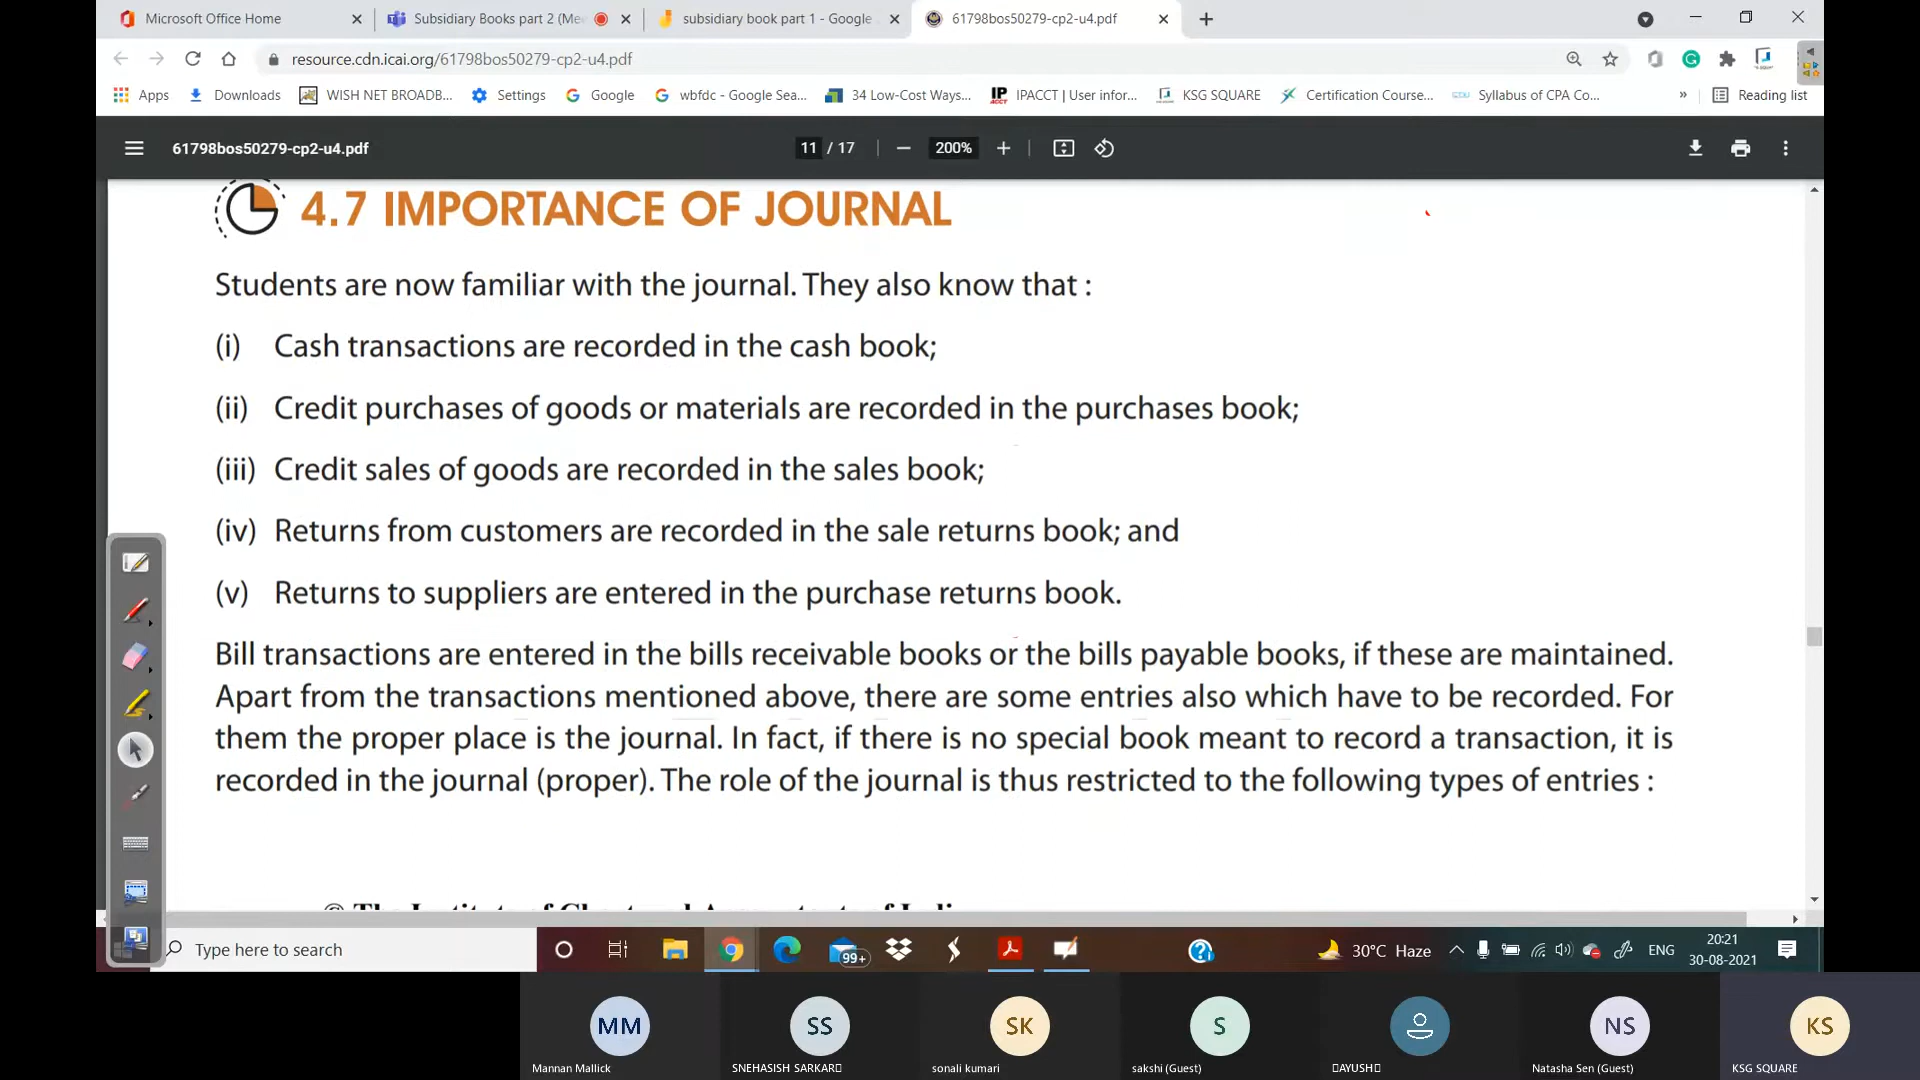 Microsoft Office Home
Subsidiary Books part 2 (Me
subsidiary book part 1 - Google
61798bos50279-cp2-u4.pdf
resource.cdn.icai.org/61798bos50279-cp2-u4.pdf
Apps
Downloads
WISH NET BROADB...
Settings
Google
wbfdc - Google Sea...
34 Low-Cost Ways...
IPACCT | User infor...
KSG SQUARE
Certification Course...
Syllabus of CPA Co...
»
Reading list
61798bos50279-cp2-u4.pdf
11 / 17
200%
4.7 IMPORTANCE OF JOURNAL
Students are now familiar with the journal. They also know that :
(i) Cash transactions are recorded in the cash book;
(ii) Credit purchases of goods or materials are recorded in the purchases book;
(iii) Credit sales of goods are recorded in the sales book;
(iv) Returns from customers are recorded in the sale returns book; and
(v) Returns to suppliers are entered in the purchase returns book.
Bill transactions are entered in the bills receivable books or the bills payable books, if these are maintained.
Apart from the transactions mentioned above, there are some entries also which have to be recorded. For
them the proper place is the journal. In fact, if there is no special book meant to record a transaction, it is
recorded in the journal (proper). The role of the journal is thus restricted to the following types of entries :
© The Institute of Chartered Accountants of India
Type here to search
99+
30°C Haze
ENG
20:21
30-08-2021
MM
SS
SK
S
NS
KS
Mannan Mallick
SNEHASISH SARKAR
sonali kumari
sakshi (Guest)
AYUSH
Natasha Sen (Guest)
KSG SQUARE